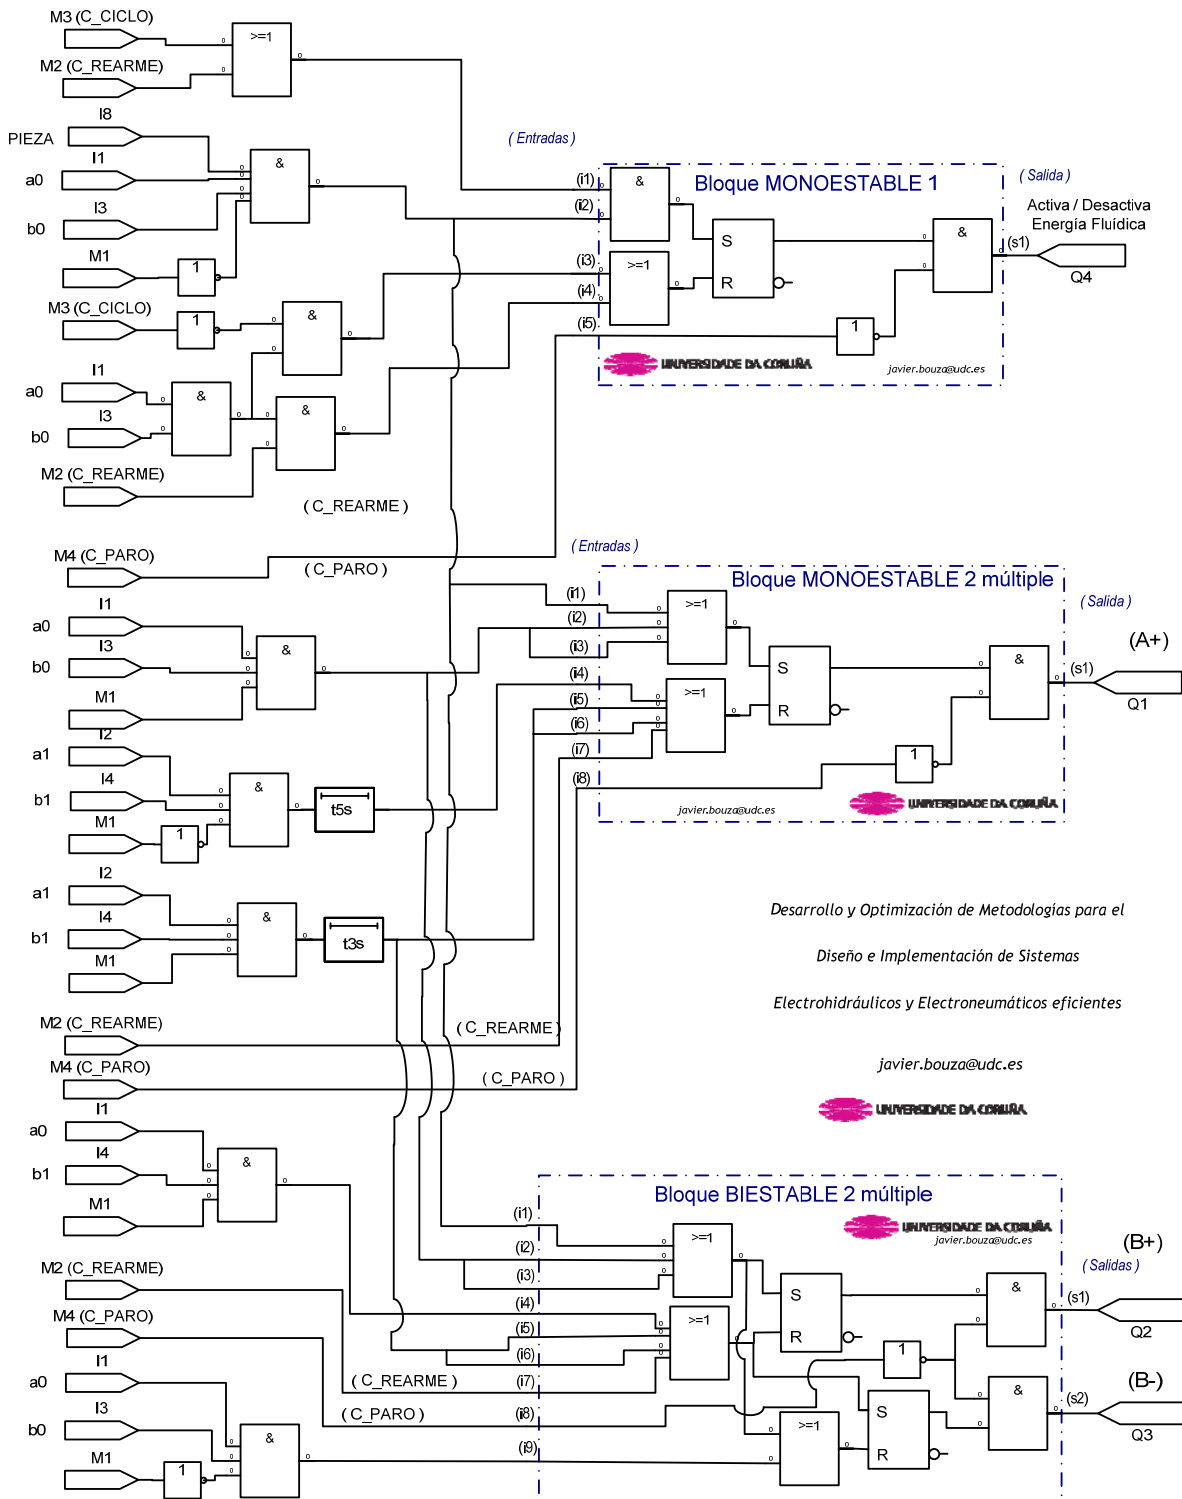 M3 (C_CICLO)
>=1
M2 (C_REARME)
I8
PIEZA
&
I1
a0
I3
b0
M1
1
M3 (C_CICLO)
1
&
I1
a0
&
I3
b0
&
M2 (C_REARME)
( C_REARME )
( Entradas )
Bloque MONOESTABLE 1
( Salida )
(i1)
(i2)
(i3)
(i4)
(i5)
&
>=1
S
R
1
&
(s1)
Activa / Desactiva
Energía Fluídica
Q4
UNIVERSIDADE DA CORUÑA
javier.bouza@udc.es
M4 (C_PARO)
( C_PARO )
I1
a0
I3
b0
&
M1
I2
a1
I4
b1
&
M1
1
t5s
I2
a1
I4
b1
&
M1
t3s
M2 (C_REARME)
( C_REARME )
M4 (C_PARO)
( C_PARO )
( Entradas )
Bloque MONOESTABLE 2 múltiple
( Salida )
(i1)
(i2)
(i3)
(i4)
(i5)
(i6)
(i7)
(i8)
>=1
>=1
S
R
1
&
(s1)
(A+)
Q1
javier.bouza@udc.es
UNIVERSIDADE DA CORUÑA
Desarrollo y Optimización de Metodologías para el
Diseño e Implementación de Sistemas
Electrohidráulicos y Electroneumáticos eficientes
javier.bouza@udc.es
UNIVERSIDADE DA CORUÑA
I1
a0
I4
b1
&
M1
M2 (C_REARME)
( C_REARME )
M4 (C_PARO)
( C_PARO )
I1
a0
I3
b0
&
M1
1
Bloque BIESTABLE 2 múltiple
UNIVERSIDADE DA CORUÑA
javier.bouza@udc.es
(i1)
(i2)
(i3)
(i4)
(i5)
(i6)
(i7)
(i8)
(i9)
>=1
>=1
>=1
S
R
1
S
R
&
&
( Salidas )
(B+)
(s1)
Q2
(B-)
(s2)
Q3